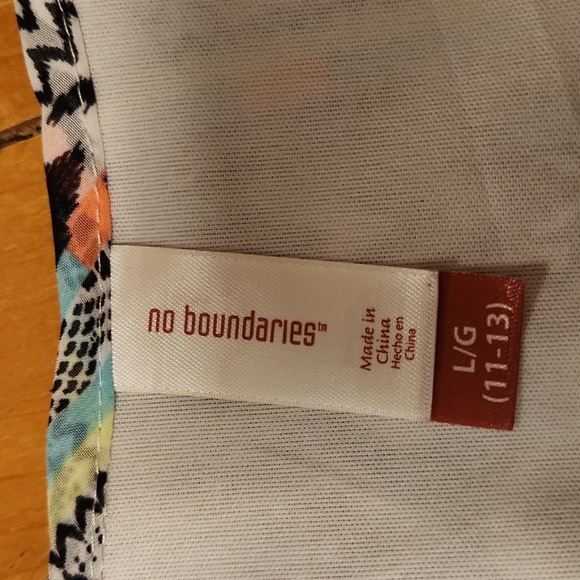 no boundaries™
Made in
China
Hecho en
China
L/G
(11-13)